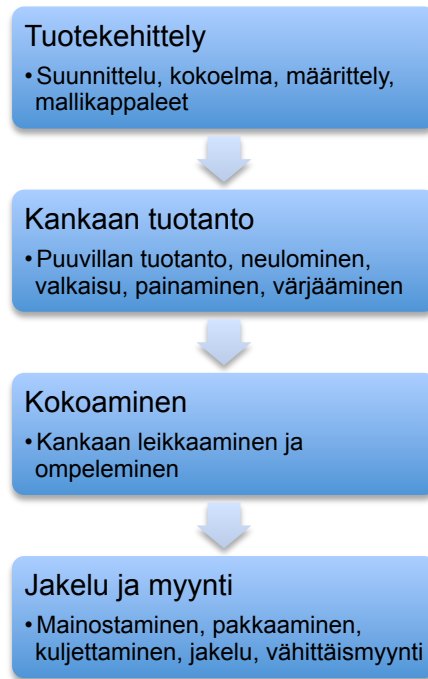 Tuotekehittely
• Suunnittelu, kokoelma, määrittely,
mallikappaleet
Kankaan tuotanto
• Puuvillan tuotanto, neulominen,
valkaisu, painaminen, värjääminen
Kokoaminen
• Kankaan leikkaaminen ja
ompeleminen
Jakelu ja myynti
• Mainostaminen, pakkaaminen,
kuljettaminen, jakelu, vähittäismyynti